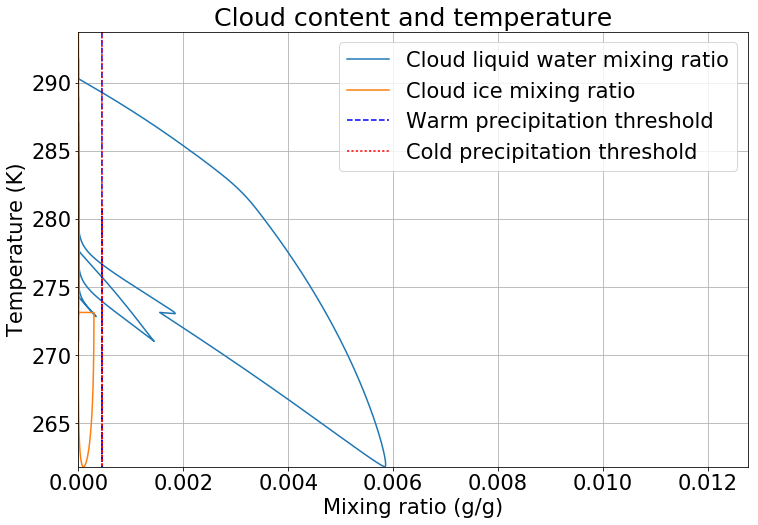 Cloud content and temperature
Cloud liquid water mixing ratio
Cloud ice mixing ratio
Warm precipitation threshold
Cold precipitation threshold
Temperature (K)
290
285
280
275
270
265
0.000 0.002 0.004 0.006 0.008 0.010 0.012
Mixing ratio (g/g)